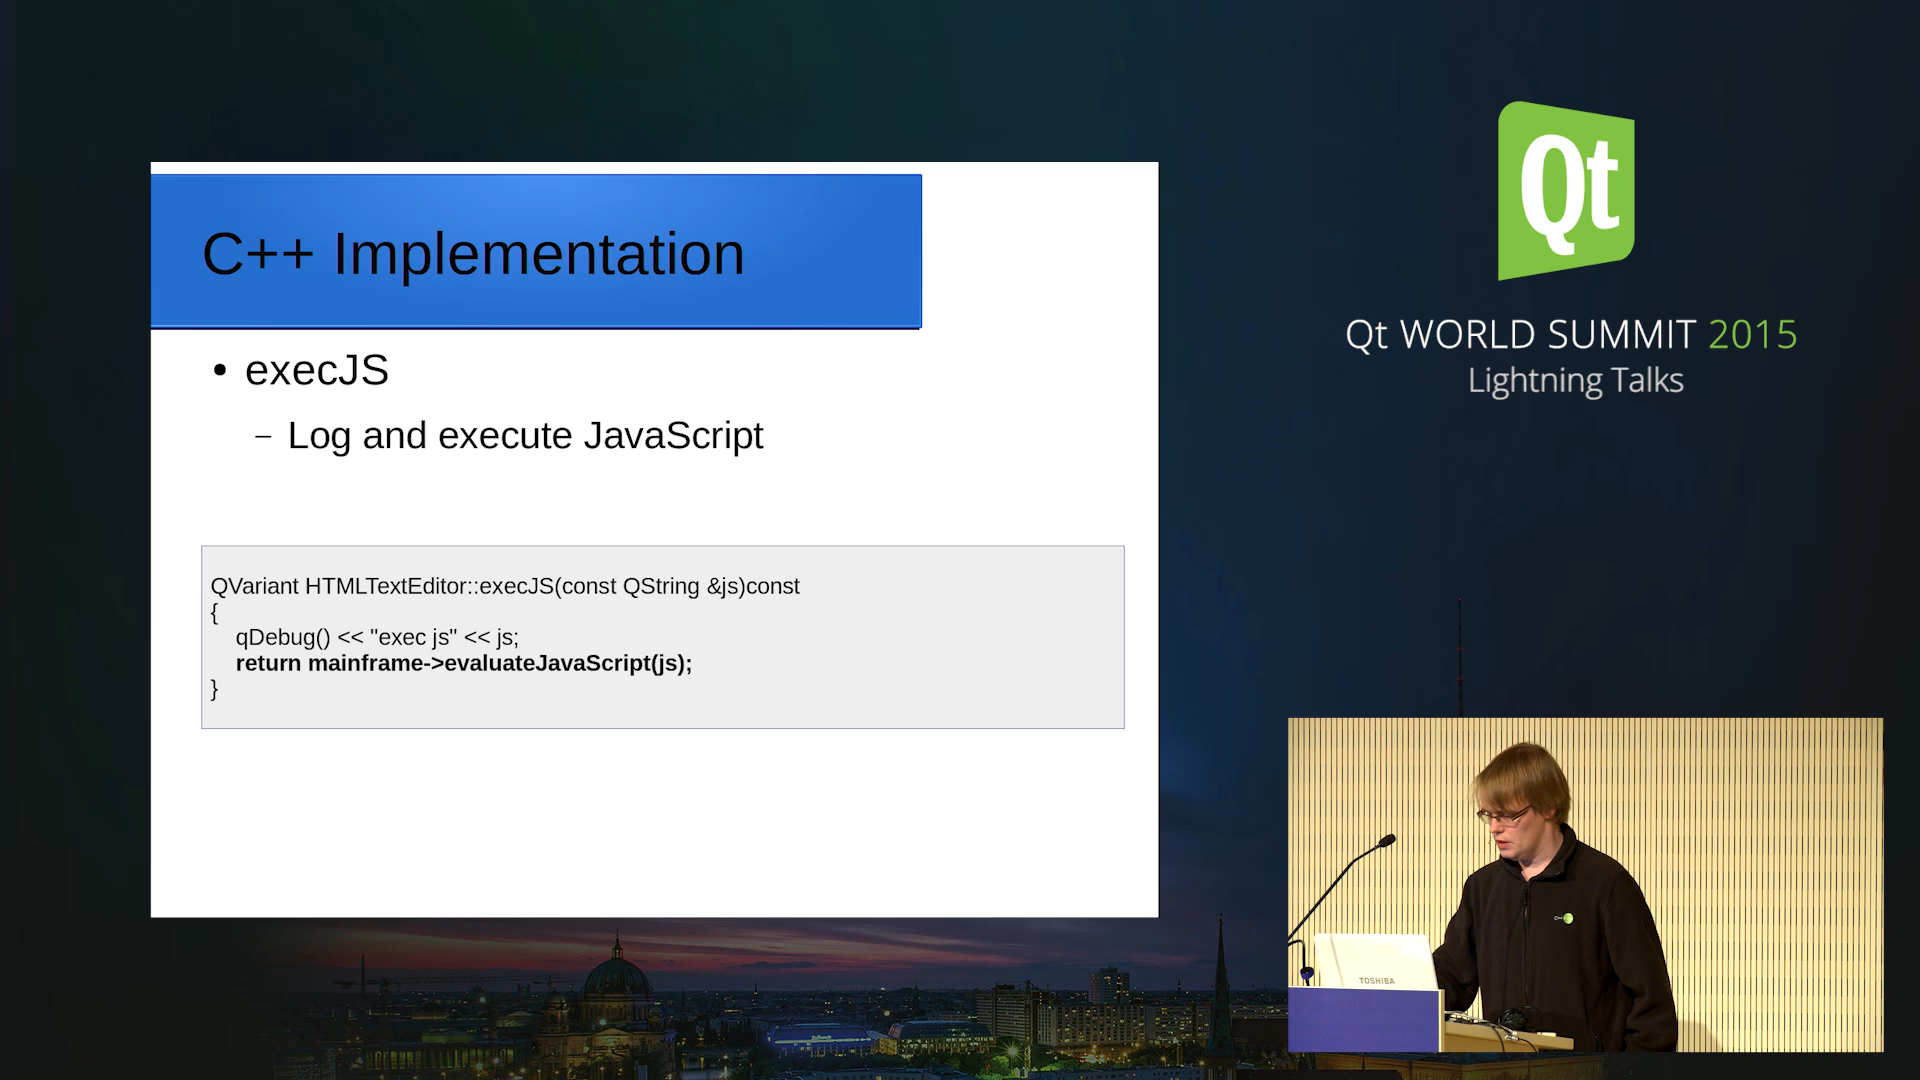 C++ Implementation
• execJS
– Log and execute JavaScript
QVariant HTMLTextEditor::execJS(const QString &js)const
{
qDebug() << "exec js" << js;
return mainframe->evaluateJavaScript(js);
}
Qt
Qt WORLD SUMMIT 2015
Lightning Talks
TOSHIBA